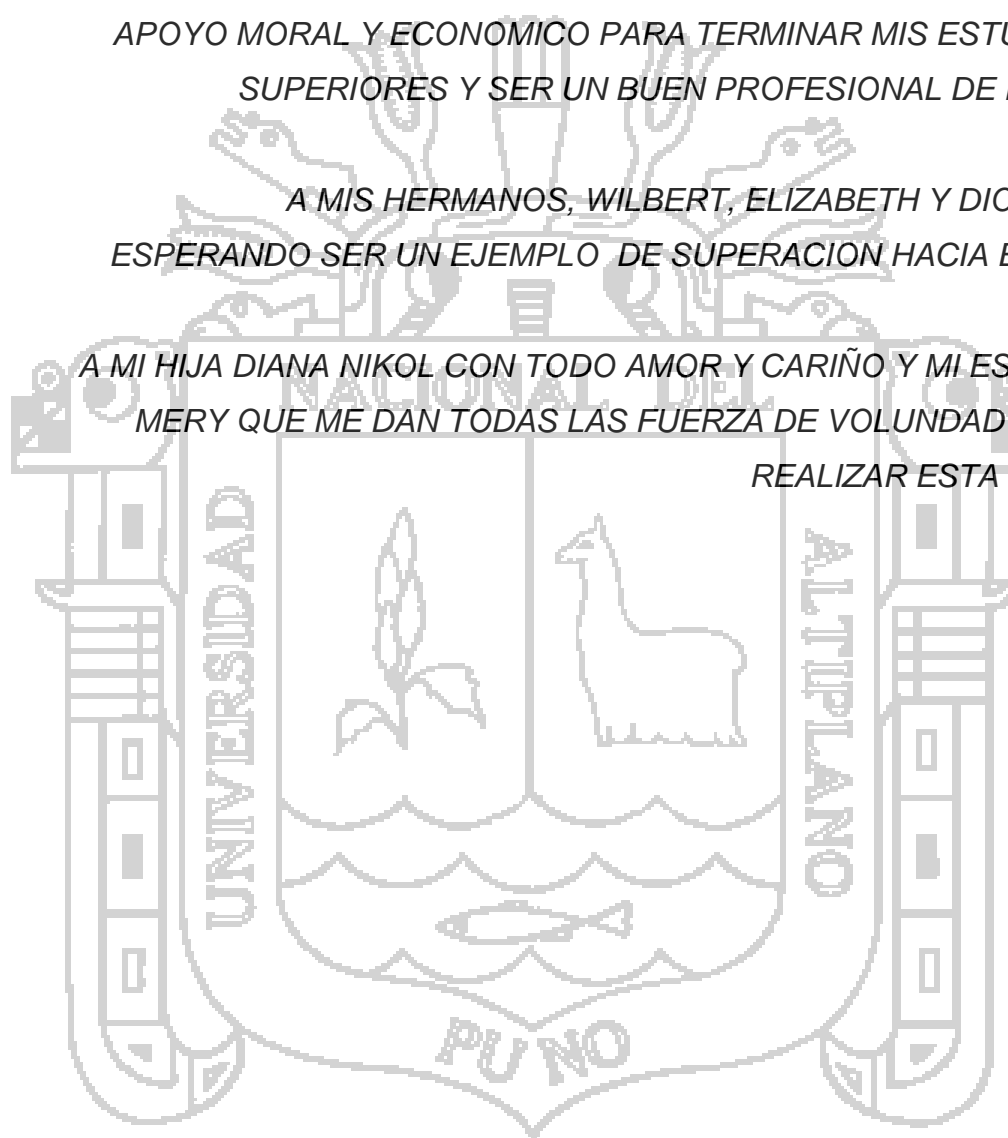 APOYO MORAL Y ECONOMICO PARA TERMINAR MIS ESTU
SUPERIORES Y SER UN BUEN PROFESIONAL DE
A MIS HERMANOS, WILBERT, ELIZABETH Y DIC
ESPERANDO SER UN EJEMPLO DE SUPERACION HACIA E
A MI HIJA DIANA NIKOL CON TODO AMOR Y CARIÑO Y MI ES
MERY QUE ME DAN TODAS LAS FUERZA DE VOLUNDAD
REALIZAR ESTA
NACIONAL DEL
UNIVERSIDAD
ALTIPLANO
PUNO